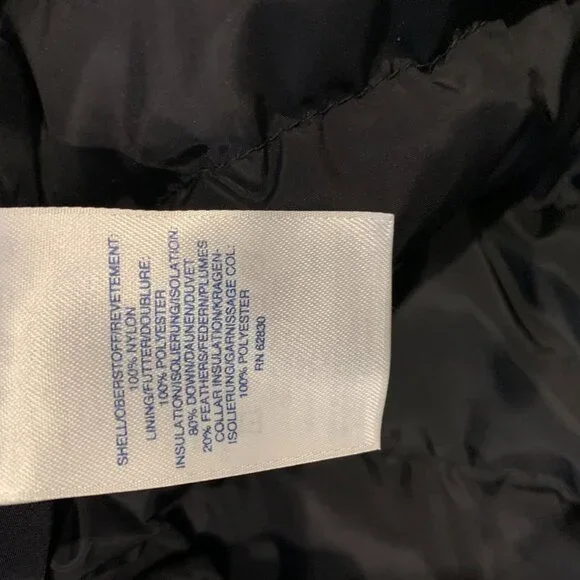 SHELL/OBERSTOFF/REVETEMENT:
100% NYLON
LINING/FUTTER/DOUBLURE:
100% POLYESTER
INSULATION/ISOLIERUNG/ISOLATION:
80% DOWN/DAUNEN/DUVET
20% FEATHERS/FEDERN/PLUMES
COLLAR INSULATION/KRAGEN-
ISOLIERUNG/GARNISSAGE COL:
100% POLYESTER
RN 62830